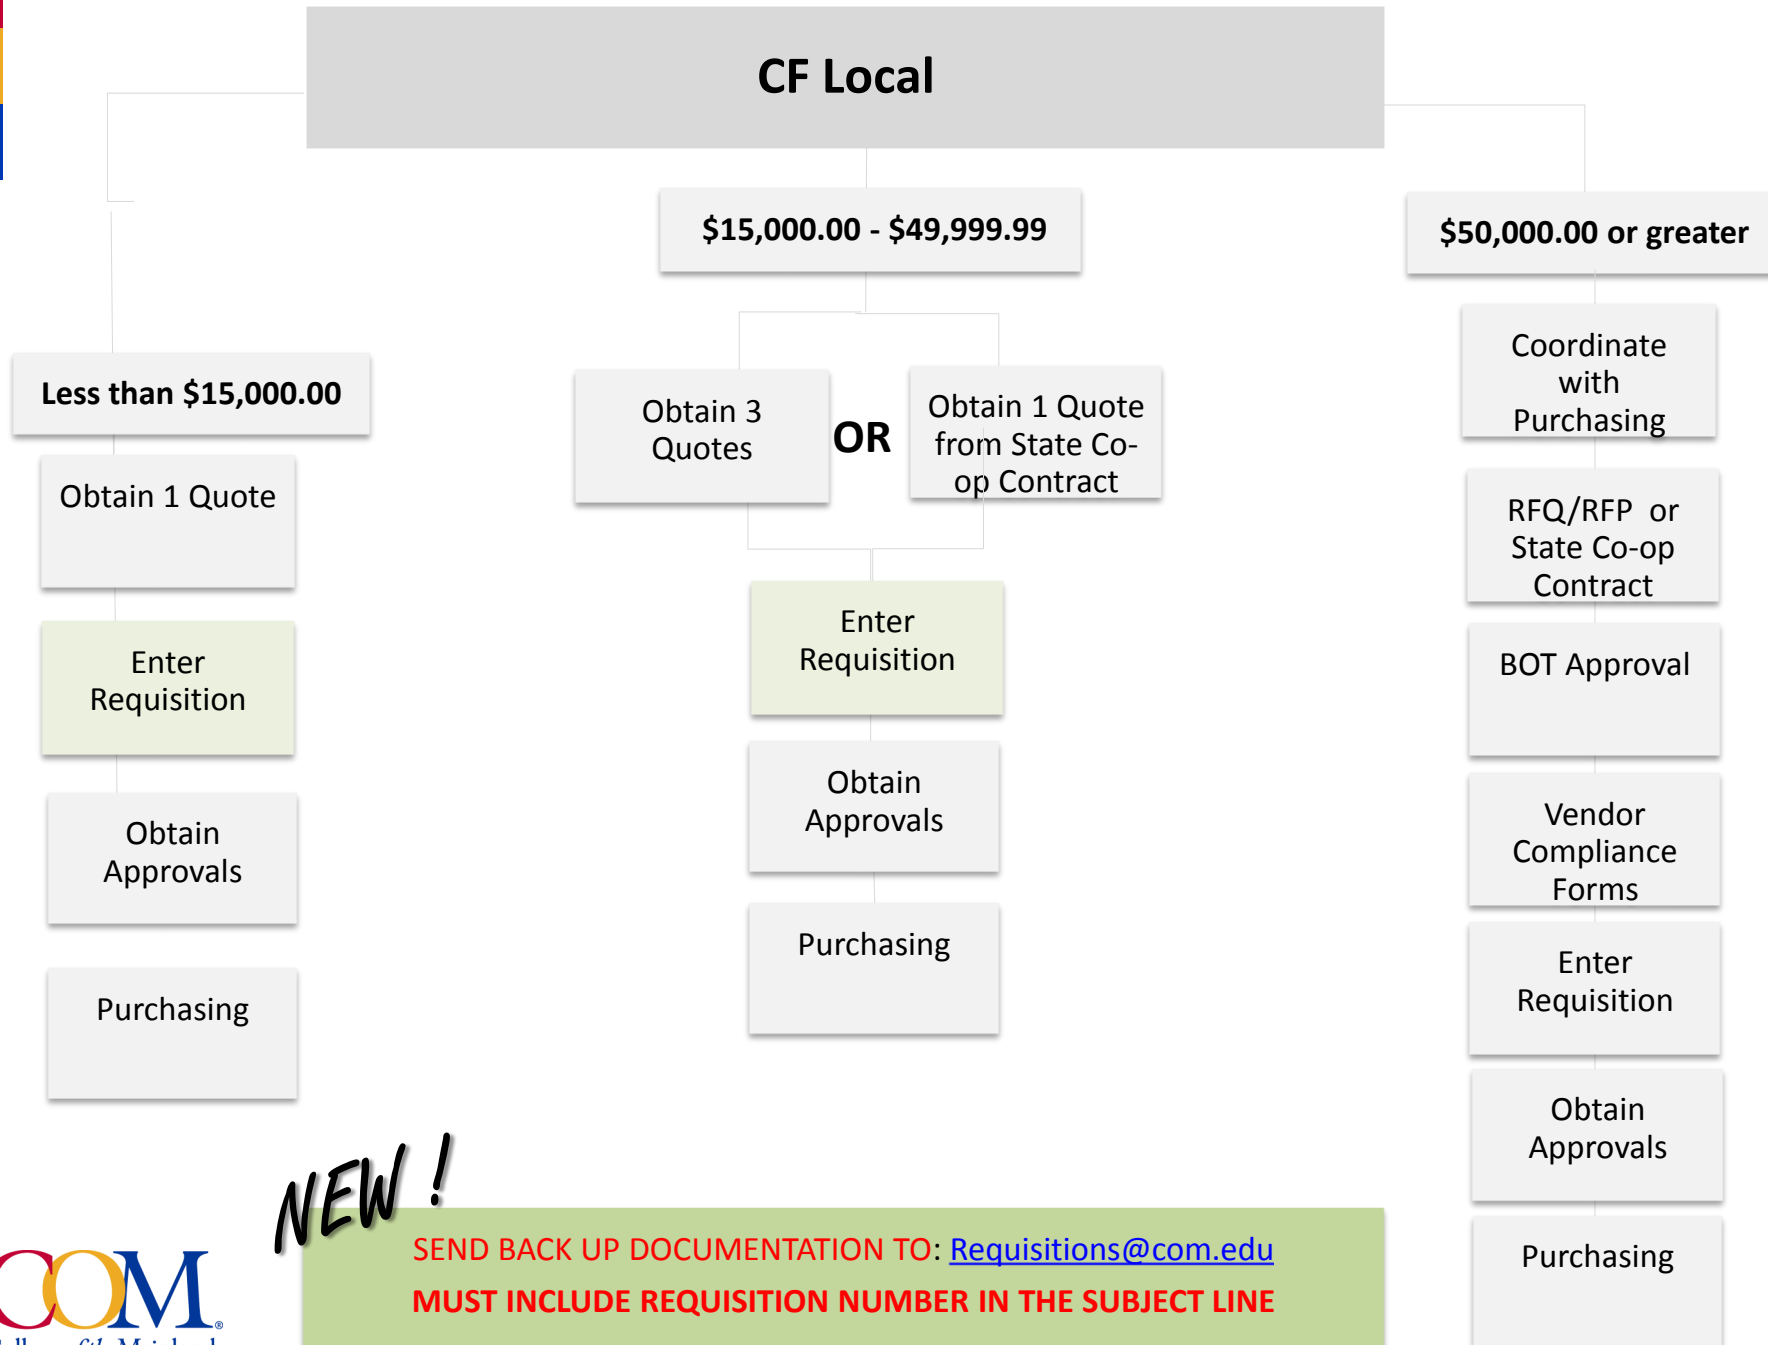 CF Local
$15,000.00 - $49,999.99
$50,000.00 or greater
Less than $15,000.00
Obtain 1 Quote
Enter
Requisition
Obtain
Approvals
Purchasing
Obtain 3
Quotes
OR
Obtain 1 Quote
from State Co-
op Contract
Enter
Requisition
Obtain
Approvals
Purchasing
Coordinate
with
Purchasing
RFQ/RFP or
State Co-op
Contract
BOT Approval
Vendor
Compliance
Forms
Enter
Requisition
Obtain
Approvals
Purchasing
NEW !
SEND BACK UP DOCUMENTATION TO: Requisitions@com.edu
MUST INCLUDE REQUISITION NUMBER IN THE SUBJECT LINE
COM®